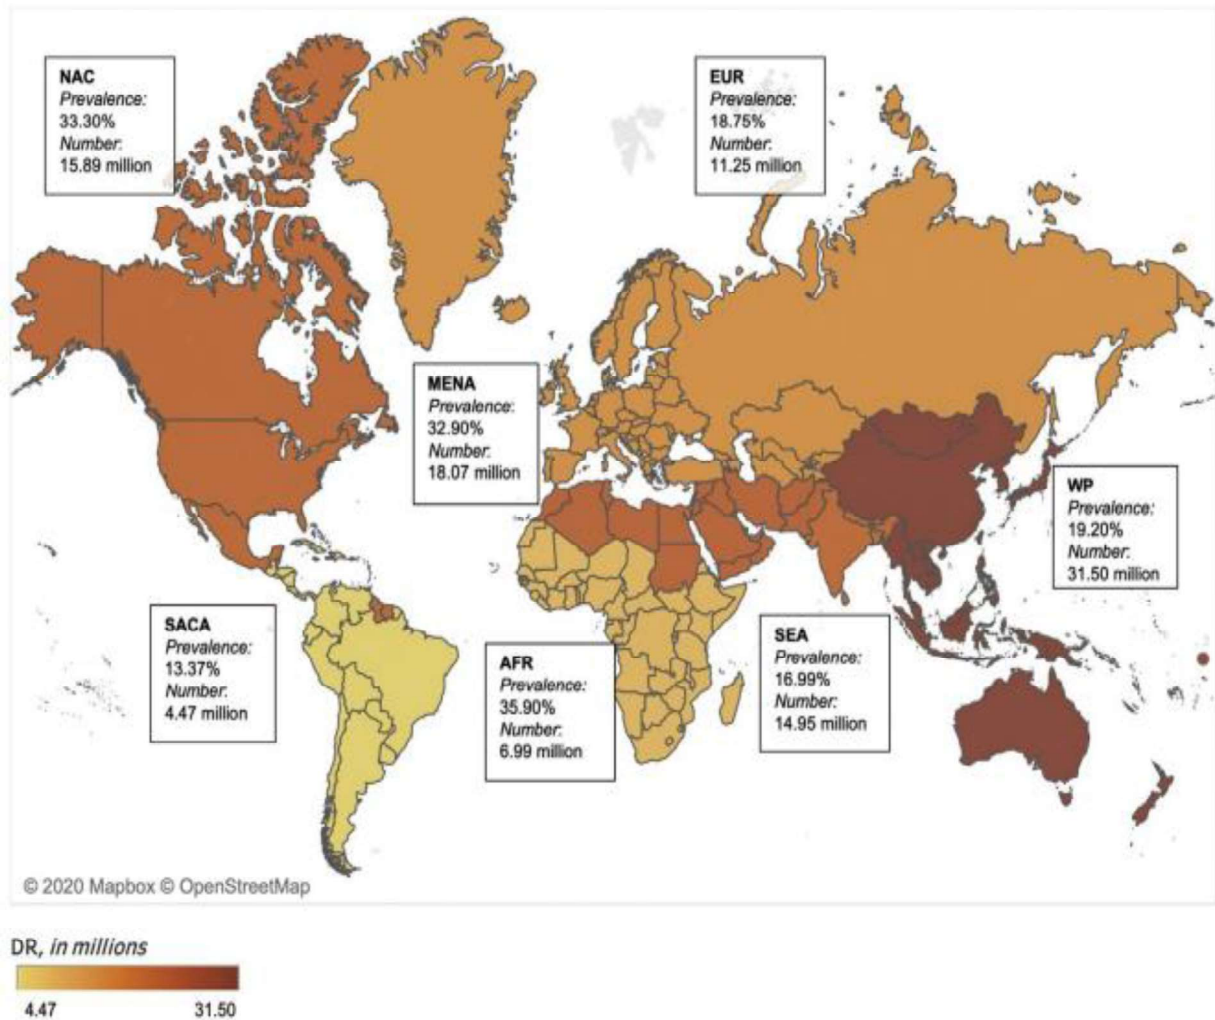 NAC
Prevalence:
33.30%
Number:
15.89 million
EUR
Prevalence:
18.75%
Number:
11.25 million
MENA
Prevalence:
32.90%
Number:
18.07 million
WP
Prevalence:
19.20%
Number:
31.50 million
SACA
Prevalence:
13.37%
Number:
4.47 million
AFR
Prevalence:
35.90%
Number:
6.99 million
SEA
Prevalence:
16.99%
Number:
14.95 million
© 2020 Mapbox © OpenStreetMap
DR, in millions
4.47 31.50